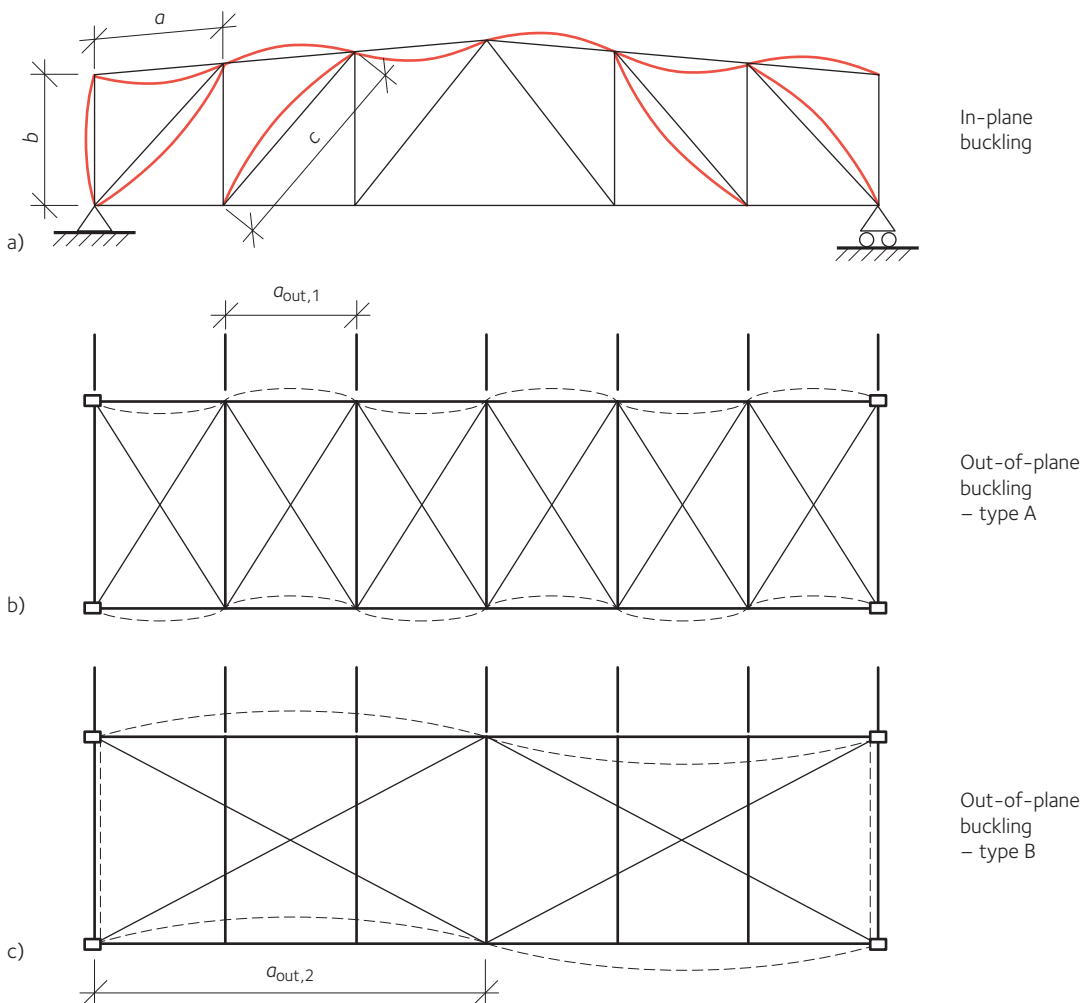 a
b
c
In-plane
buckling
a)
a_out,1
Out-of-plane
buckling
– type A
b)
Out-of-plane
buckling
– type B
c)
a_out,2